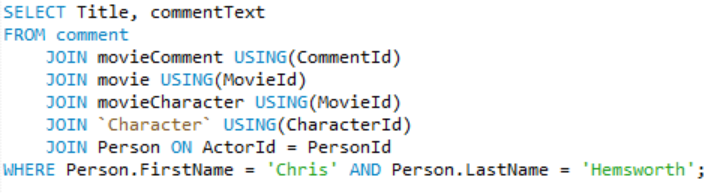 SELECT Title, commentText
FROM comment
    JOIN movieComment USING(CommentId)
    JOIN movie USING(MovieId)
    JOIN movieCharacter USING(MovieId)
    JOIN `Character` USING(CharacterId)
    JOIN Person ON ActorId = PersonId
WHERE Person.FirstName = 'Chris' AND Person.LastName = 'Hemsworth';